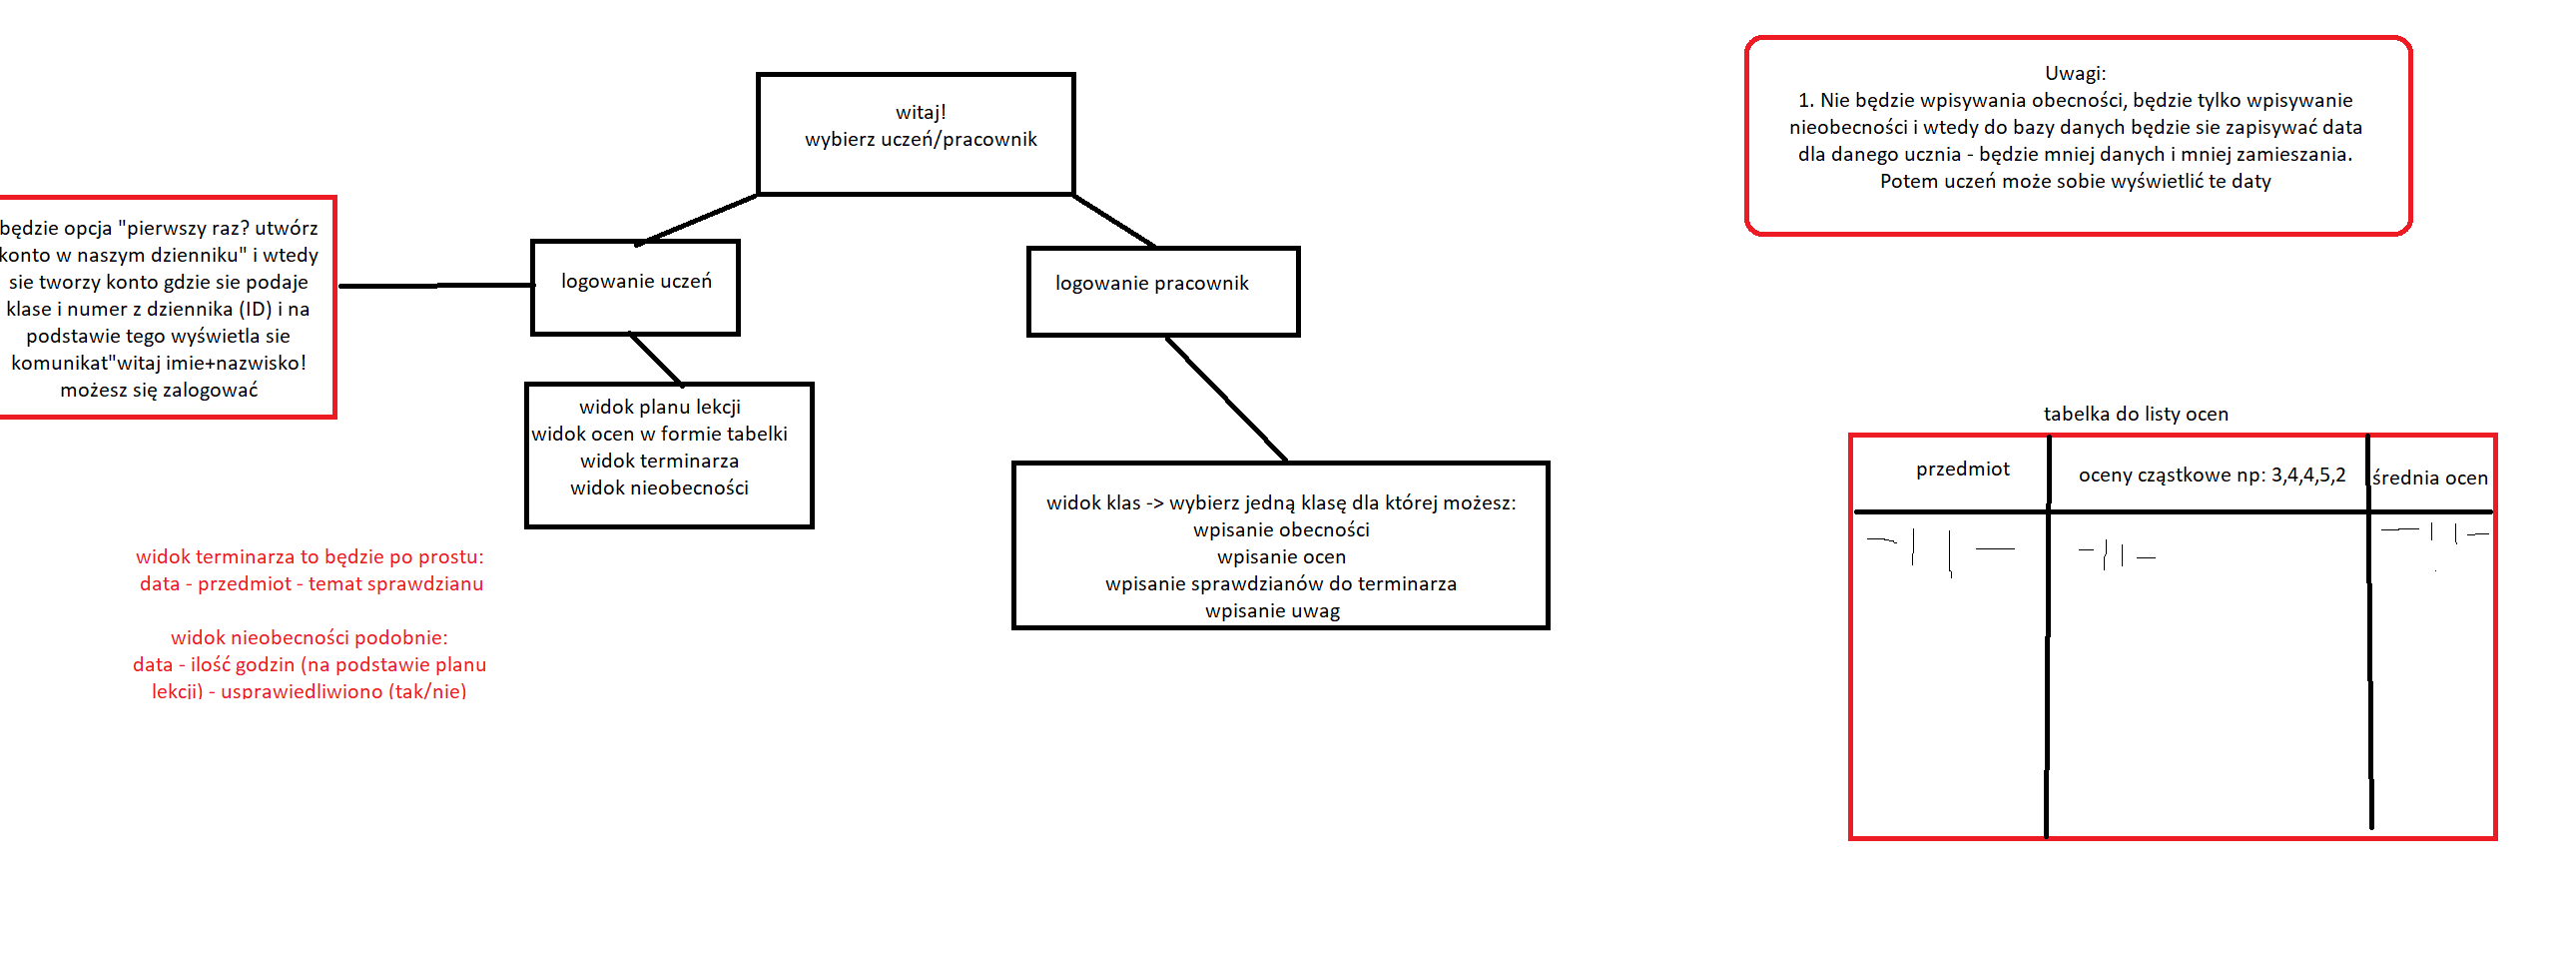 witaj!
wybierz uczeń/pracownik
Uwagi:
1. Nie będzie wpisywania obecności, będzie tylko wpisywanie
nieobecności i wtedy do bazy danych będzie sie zapisywać data
dla danego ucznia - będzie mniej danych i mniej zamieszania.
Potem uczeń może sobie wyświetlić te daty
będzie opcja "pierwszy raz? utwórz
konto w naszym dzienniku" i wtedy
sie tworzy konto gdzie sie podaje
klase i numer z dziennika (ID) i na
podstawie tego wyświetla sie
komunikat"witaj imie+nazwisko!
możesz się zalogować
logowanie uczeń
logowanie pracownik
widok planu lekcji
widok ocen w formie tabelki
widok terminarza
widok nieobecności
widok klas -> wybierz jedną klasę dla której możesz:
wpisanie obecności
wpisanie ocen
wpisanie sprawdzianów do terminarza
wpisanie uwag
widok terminarza to będzie po prostu:
data - przedmiot - temat sprawdzianu
widok nieobecności podobnie:
data - ilość godzin (na podstawie planu
lekcji) - usprawiedliwiono (tak/nie)
tabelka do listy ocen
przedmiot
oceny cząstkowe np: 3,4,4,5,2
średnia ocen